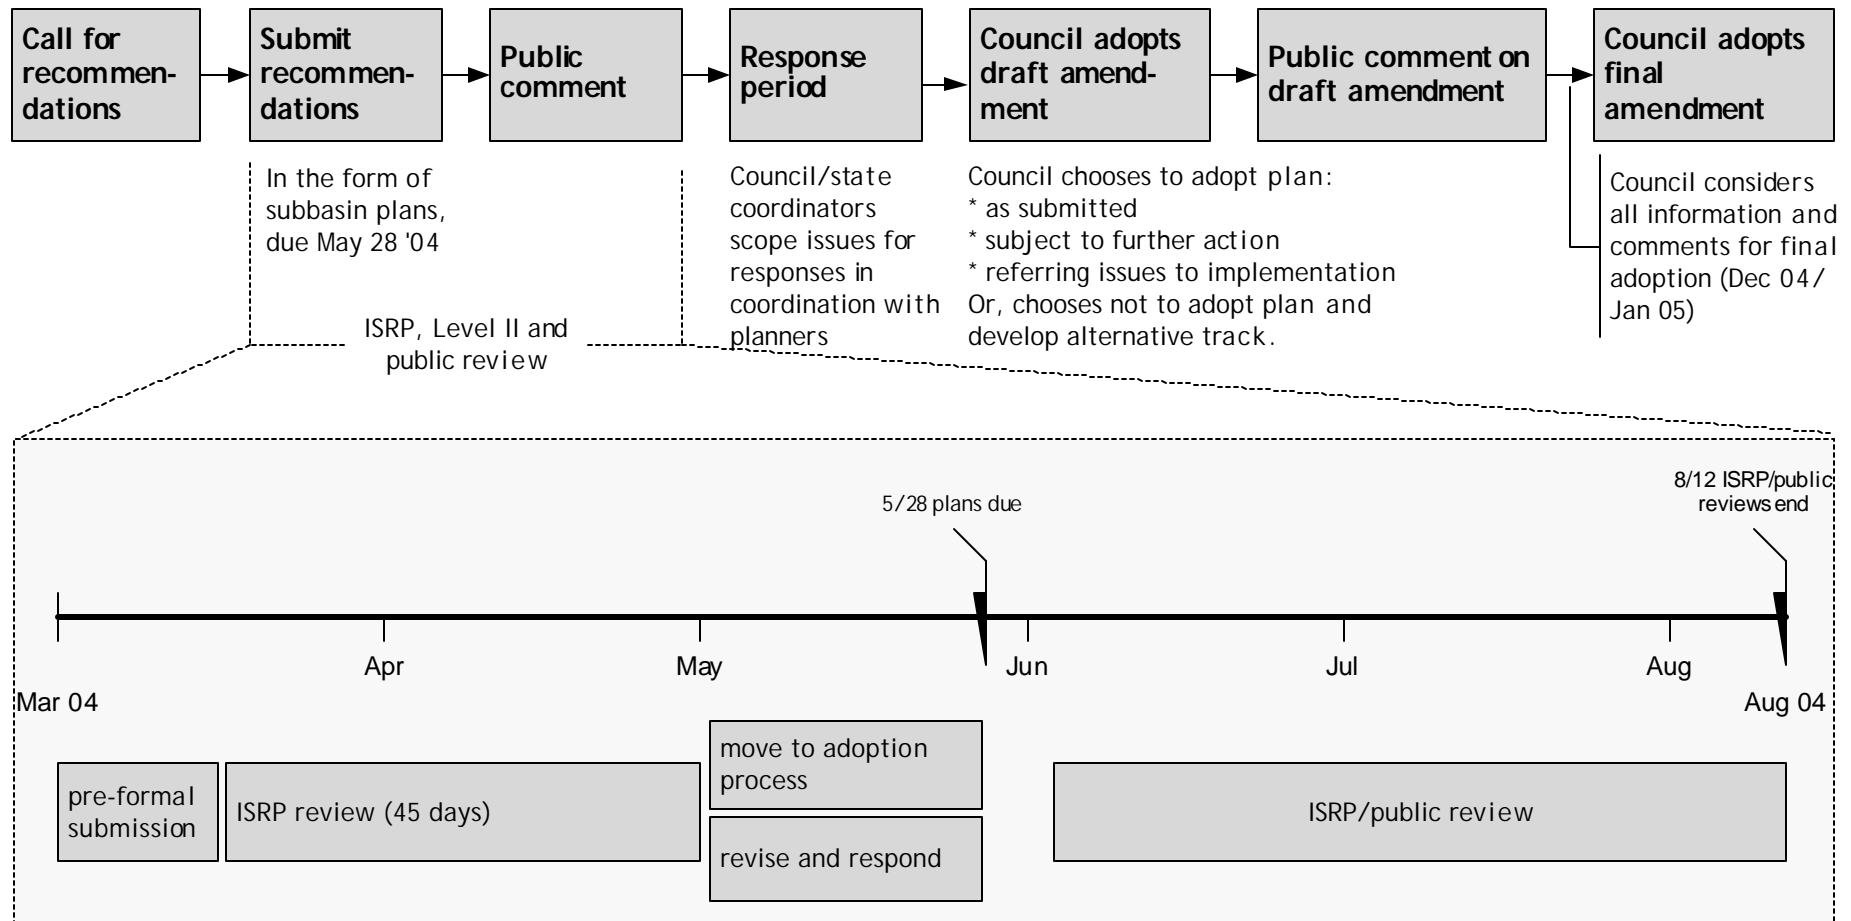 Call for
recommen-
dations
Submit
recommen-
dations
Public
comment
Response
period
Council adopts
draft amend-
ment
Public comment on
draft amendment
Council adopts
final
amendment
In the form of
subbasin plans,
due May 28 '04
Council/state
coordinators
scope issues for
responses in
coordination with
planners
Council chooses to adopt plan:
* as submitted
* subject to further action
* referring issues to implementation
Or, chooses not to adopt plan and
develop alternative track.
Council considers
all information and
comments for final
adoption (Dec 04/
Jan 05)
ISRP, Level II and
public review
5/28 plans due
8/12 ISRP/public
reviews end
Apr
May
Jun
Jul
Aug
Mar 04
Aug 04
pre-formal
submission
ISRP review (45 days)
move to adoption
process
revise and respond
ISRP/public review